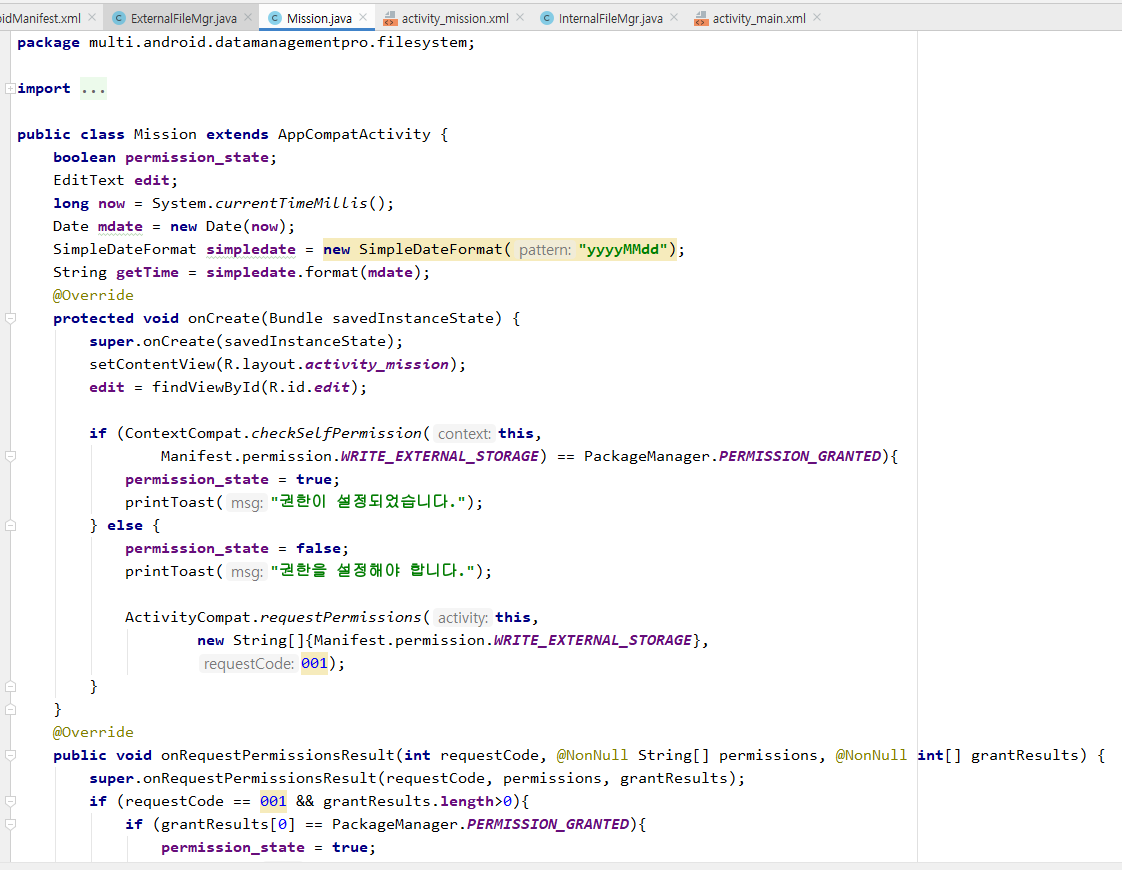 oidManifest.xml ExternalFileMgr.java Mission.java activity_mission.xml InternalFileMgr.java activity_main.xml
package multi.android.datamanagementpro.filesystem;
import ...
public class Mission extends AppCompatActivity {
boolean permission_state;
EditText edit;
long now = System.currentTimeMillis();
Date mdate = new Date(now);
SimpleDateFormat simpledate = new SimpleDateFormat( pattern: "yyyyMMdd");
String getTime = simpledate.format(mdate);
@Override
protected void onCreate(Bundle savedInstanceState) {
super.onCreate(savedInstanceState);
setContentView(R.layout.activity_mission);
edit = findViewById(R.id.edit);
if (ContextCompat.checkSelfPermission( context: this,
Manifest.permission.WRITE_EXTERNAL_STORAGE) == PackageManager.PERMISSION_GRANTED){
permission_state = true;
printToast( msg: "권한이 설정되었습니다.");
} else {
permission_state = false;
printToast( msg: "권한을 설정해야 합니다.");
ActivityCompat.requestPermissions( activity: this,
new String[]{Manifest.permission.WRITE_EXTERNAL_STORAGE},
requestCode: 001);
}
}
@Override
public void onRequestPermissionsResult(int requestCode, @NonNull String[] permissions, @NonNull int[] grantResults) {
super.onRequestPermissionsResult(requestCode, permissions, grantResults);
if (requestCode == 001 && grantResults.length>0){
if (grantResults[0] == PackageManager.PERMISSION_GRANTED){
permission_state = true;